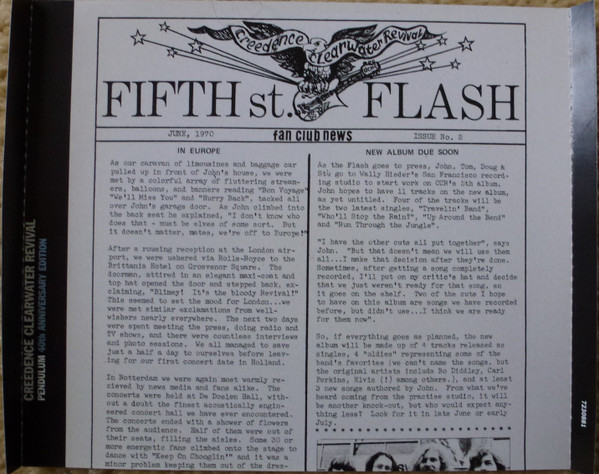 Creedence Clearwater Revival
FIFTH st. FLASH
JUNE, 1970
fan club news
ISSUE No. 2
IN EUROPE
As our caravan of limousines and baggage car
pulled up in front of John's house, we were
met by a colorful array of fluttering stream-
ers, balloons, and banners reading "Bon Voyage"
"We'll Miss You" and "Hurry Back", tacked all
over John's garage door. As John climbed into
the back seat he explained, "I don't know who
does that - must be elves of some sort. But
it doesn't matter, mates, we're off to Europe!"
After a rousing reception at the London air-
port, we were ushered via Rolls-Royce to the
Brittania Hotel on Grosvenor Square. The
doorman, attired in an elegant maxi-coat and
top hat opened the door and stepped back, ex-
claiming, "Blimey! It's the bloody Revival!"
This seemed to set the mood for London...we
were met similar exclamations from well-
wishers nearly everywhere. The next two days
were spent meeting the press, doing radio and
TV shows, and there were countless interviews
and photo sessions. We all managed to save
just a half a day to ourselves before leav-
ing for our first concert date in Holland.
In Rotterdam we were again most warmly re-
ceived by news media and fans alike. The
concerts were held at De Doelen Hall, with-
out a doubt the finest acoustically engin-
eered concert hall we have ever encountered.
The concerts ended with a shower of flowers
from the audience. Half of them were out of
their seats, filling the aisles. Some 30 or
more energetic fans climbed onto the stage to
dance with "Keep On Chooglin'" and it was a
minor problem keeping them out of the dres-
NEW ALBUM DUE SOON
As the Flash goes to press, John, Tom, Doug &
Stu go to Wally Hieder's San Francisco record-
ing studio to start work on CCR's 5th album.
John hopes to have 11 tracks on the new album,
as yet untitled. Four of the tracks will be
the two latest singles, "Travelin' Band",
"Who'll Stop the Rain", "Up Around the Bend"
and "Run Through the Jungle".
"I have the other cuts all put together", says
John. "But that doesn't mean we will use them
all...I make that decision after they're done.
Sometimes, after getting a song completely
recorded, I'll put on my critic's hat and decide
that we just weren't ready for that song, so
it goes on the shelf. Two of the cuts I hope
to have on this album are songs we have recorded
before, but didn't use...I think we are ready
for them now".
So, if everything goes as planned, the new
album will be made up of 4 tracks released as
singles, 4 "oldies" representing some of the
band's favorites (we can't name the songs, but
the original artists include Bo Diddley, Carl
Perkins, Elvis (!) among others.), and at least
3 new songs authored by John. From what we've
heard coming from the practice studio, it will
be another knock-out, but who would expect any-
thing less? Look for it in late June or early
July.
CREEDENCE CLEARWATER REVIVAL
PENDULUM 40th ANNIVERSARY EDITION
7230881